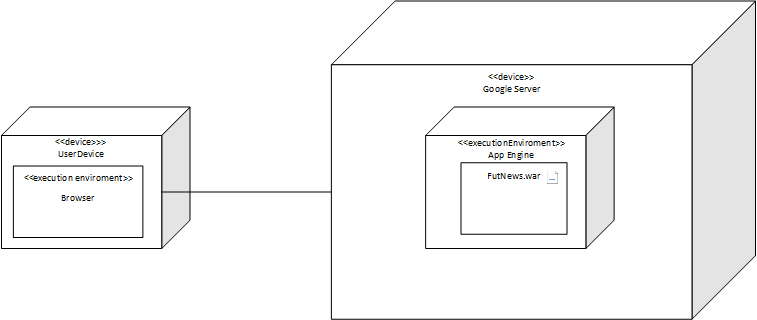 <<device>>>
UserDevice
<<execution enviroment>>
Browser
<<device>>
Google Server
<<executionEnviroment>>
App Engine
FutNews.war